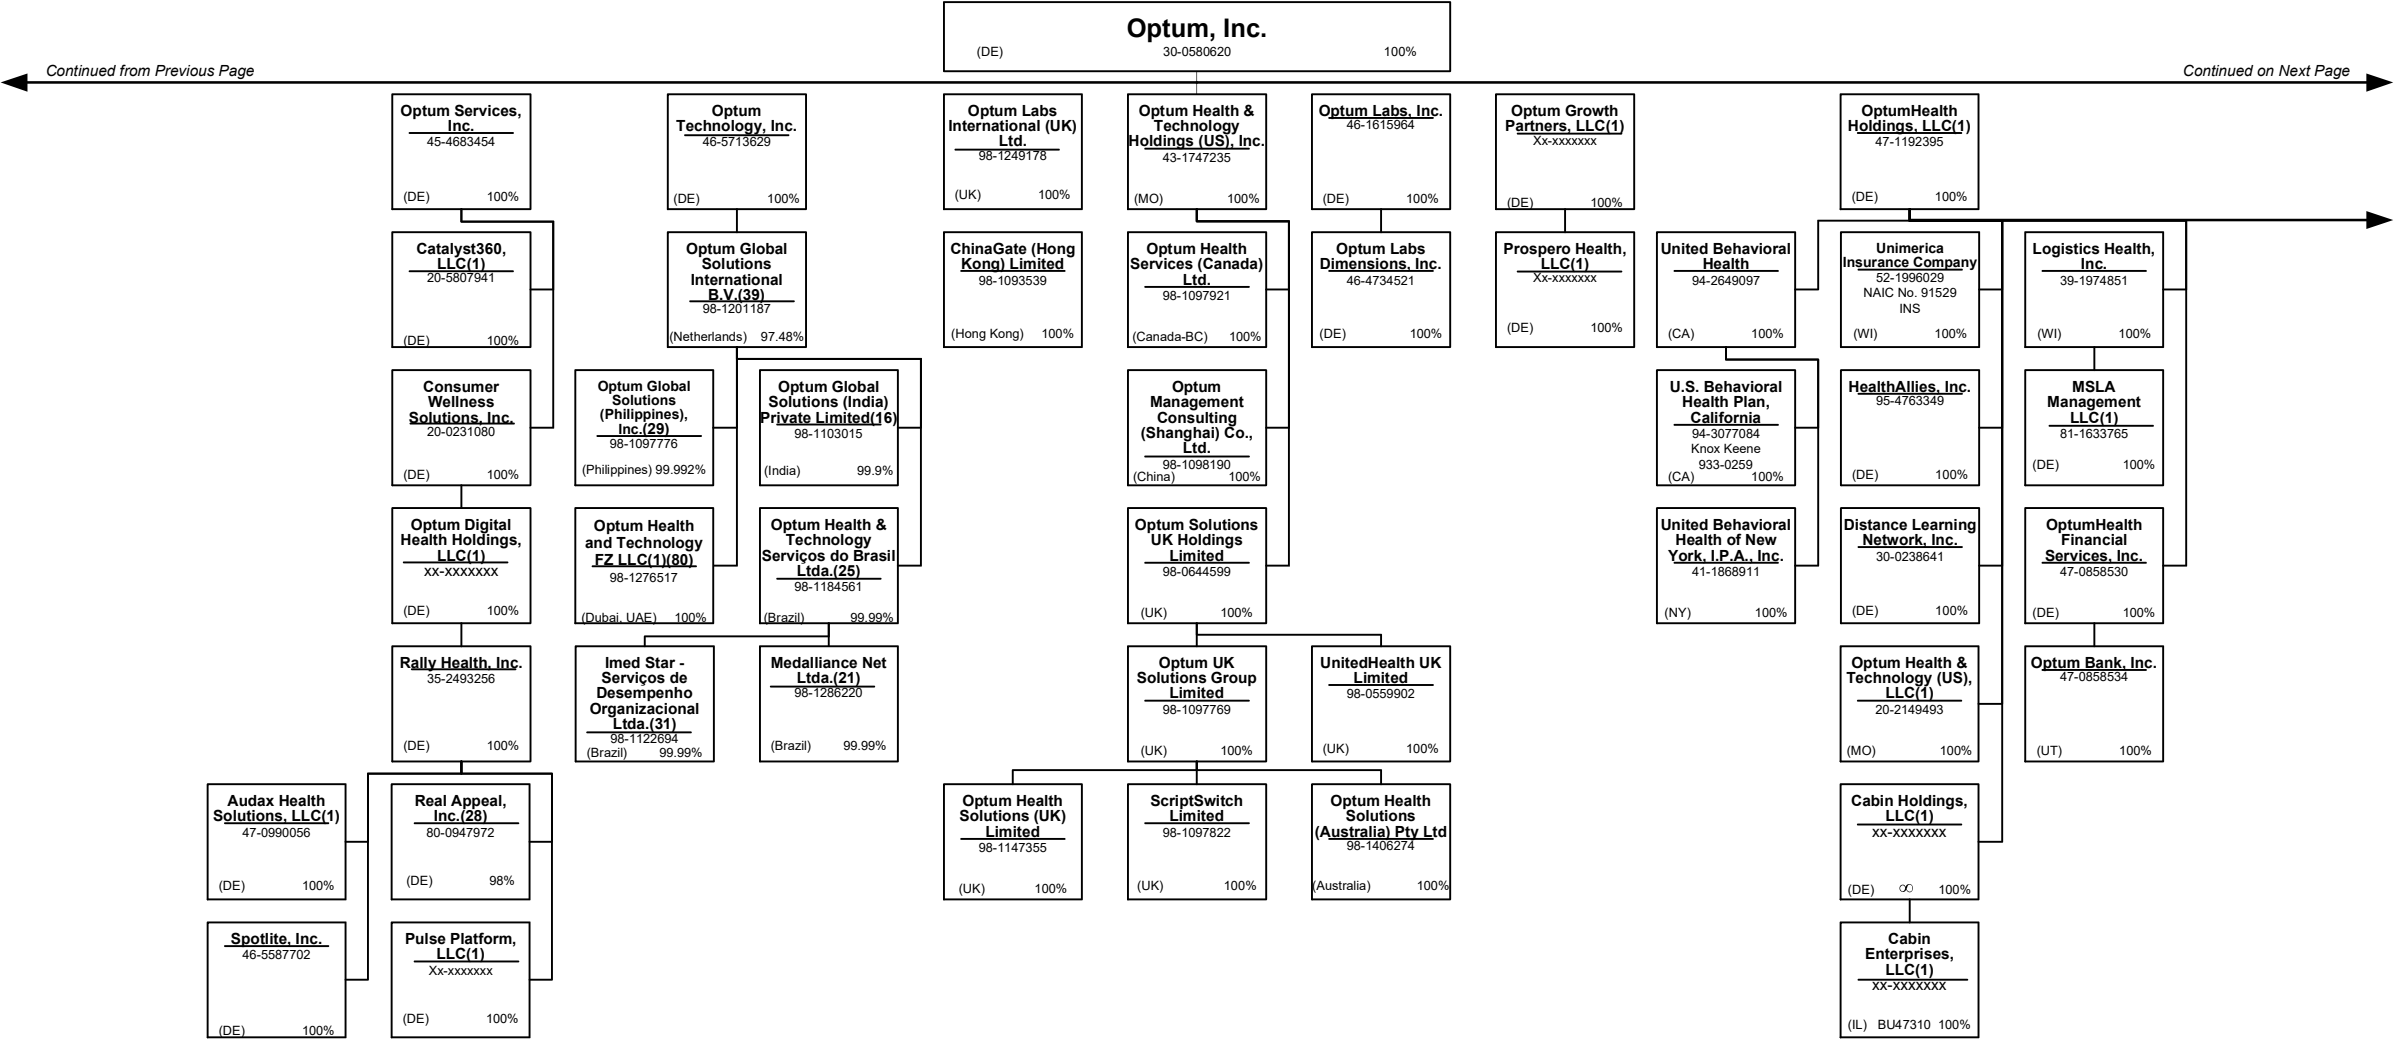 Optum, Inc.
(DE) 30-0580620 100%
Continued from Previous Page
Continued on Next Page
Optum Services,
Inc.
45-4683454
(DE) 100%
Optum
Technology, Inc.
46-5713629
(DE) 100%
Optum Labs
International (UK)
Ltd.
98-1249178
(UK) 100%
Optum Health &
Technology
Holdings (US), Inc.
43-1747235
(MO) 100%
Optum Labs, Inc.
46-1615964
(DE) 100%
Optum Growth
Partners, LLC(1)
Xx-xxxxxxx
(DE) 100%
OptumHealth
Holdings, LLC(1)
47-1192395
(DE) 100%
Catalyst360,
LLC(1)
20-5807941
(DE) 100%
Optum Global
Solutions
International
B.V.(39)
98-1201187
(Netherlands) 97.48%
ChinaGate (Hong
Kong) Limited
98-1093539
(Hong Kong) 100%
Optum Health
Services (Canada)
Ltd.
98-1097921
(Canada-BC) 100%
Optum Labs
Dimensions, Inc.
46-4734521
(DE) 100%
Prospero Health,
LLC(1)
Xx-xxxxxxx
(DE) 100%
United Behavioral
Health
94-2649097
(CA) 100%
Unimerica
Insurance Company
52-1996029
NAIC No. 91529
INS
(WI) 100%
Logistics Health,
Inc.
39-1974851
(WI) 100%
Consumer
Wellness
Solutions, Inc.
20-0231080
(DE) 100%
Optum Global
Solutions
(Philippines),
Inc.(29)
98-1097776
(Philippines) 99.992%
Optum Global
Solutions (India)
Private Limited(16)
98-1103015
(India) 99.9%
Optum
Management
Consulting
(Shanghai) Co.,
Ltd.
98-1098190
(China) 100%
U.S. Behavioral
Health Plan,
California
94-3077084
Knox Keene
933-0259
(CA) 100%
HealthAllies, Inc.
95-4763349
(DE) 100%
MSLA
Management
LLC(1)
81-1633765
(DE) 100%
Optum Digital
Health Holdings,
LLC(1)
xx-xxxxxxx
(DE) 100%
Optum Health
and Technology
FZ LLC(1)(80)
98-1276517
(Dubai, UAE) 100%
Optum Health &
Technology
Serviços do Brasil
Ltda.(25)
98-1184561
(Brazil) 99.99%
Optum Solutions
UK Holdings
Limited
98-0644599
(UK) 100%
United Behavioral
Health of New
York, I.P.A., Inc.
41-1868911
(NY) 100%
Distance Learning
Network, Inc.
30-0238641
(DE) 100%
OptumHealth
Financial
Services, Inc.
47-0858530
(DE) 100%
Rally Health, Inc.
35-2493256
(DE) 100%
Imed Star -
Serviços de
Desempenho
Organizacional
Ltda.(31)
98-1122694
(Brazil) 99.99%
Medalliance Net
Ltda.(21)
98-1286220
(Brazil) 99.99%
Optum UK
Solutions Group
Limited
98-1097769
(UK) 100%
UnitedHealth UK
Limited
98-0559902
(UK) 100%
Optum Health &
Technology (US),
LLC(1)
20-2149493
(MO) 100%
Optum Bank, Inc.
47-0858534
(UT) 100%
Audax Health
Solutions, LLC(1)
47-0990056
(DE) 100%
Real Appeal,
Inc.(28)
80-0947972
(DE) 98%
Optum Health
Solutions (UK)
Limited
98-1147355
(UK) 100%
ScriptSwitch
Limited
98-1097822
(UK) 100%
Optum Health
Solutions
(Australia) Pty Ltd
98-1406274
(Australia) 100%
Cabin Holdings,
LLC(1)
xx-xxxxxxx
(DE) ∞ 100%
Spotlite, Inc.
46-5587702
(DE) 100%
Pulse Platform,
LLC(1)
Xx-xxxxxxx
(DE) 100%
Cabin
Enterprises,
LLC(1)
xx-xxxxxxx
(IL) BU47310 100%